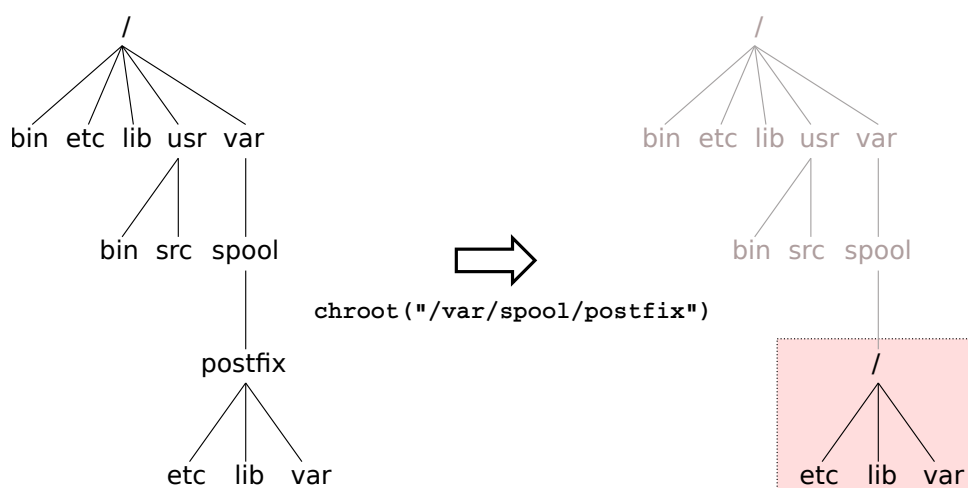 / /
bin etc lib usr var bin etc lib usr var
bin src spool bin src spool
chroot("/var/spool/postfix")
postfix /
etc lib var etc lib var